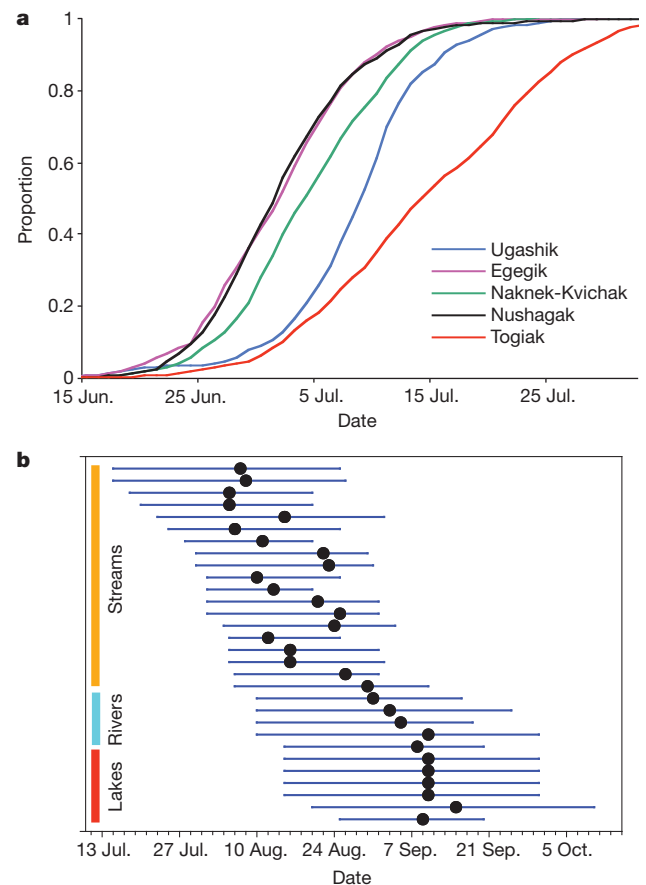 a
1
0.8
0.6
0.4
0.2
0
Proportion
Ugashik
Egegik
Naknek-Kvichak
Nushagak
Togiak
15 Jun.
25 Jun.
5 Jul.
15 Jul.
25 Jul.
Date
b
Streams
Rivers
Lakes
13 Jul.
27 Jul.
10 Aug.
24 Aug.
7 Sep.
21 Sep.
5 Oct.
Date